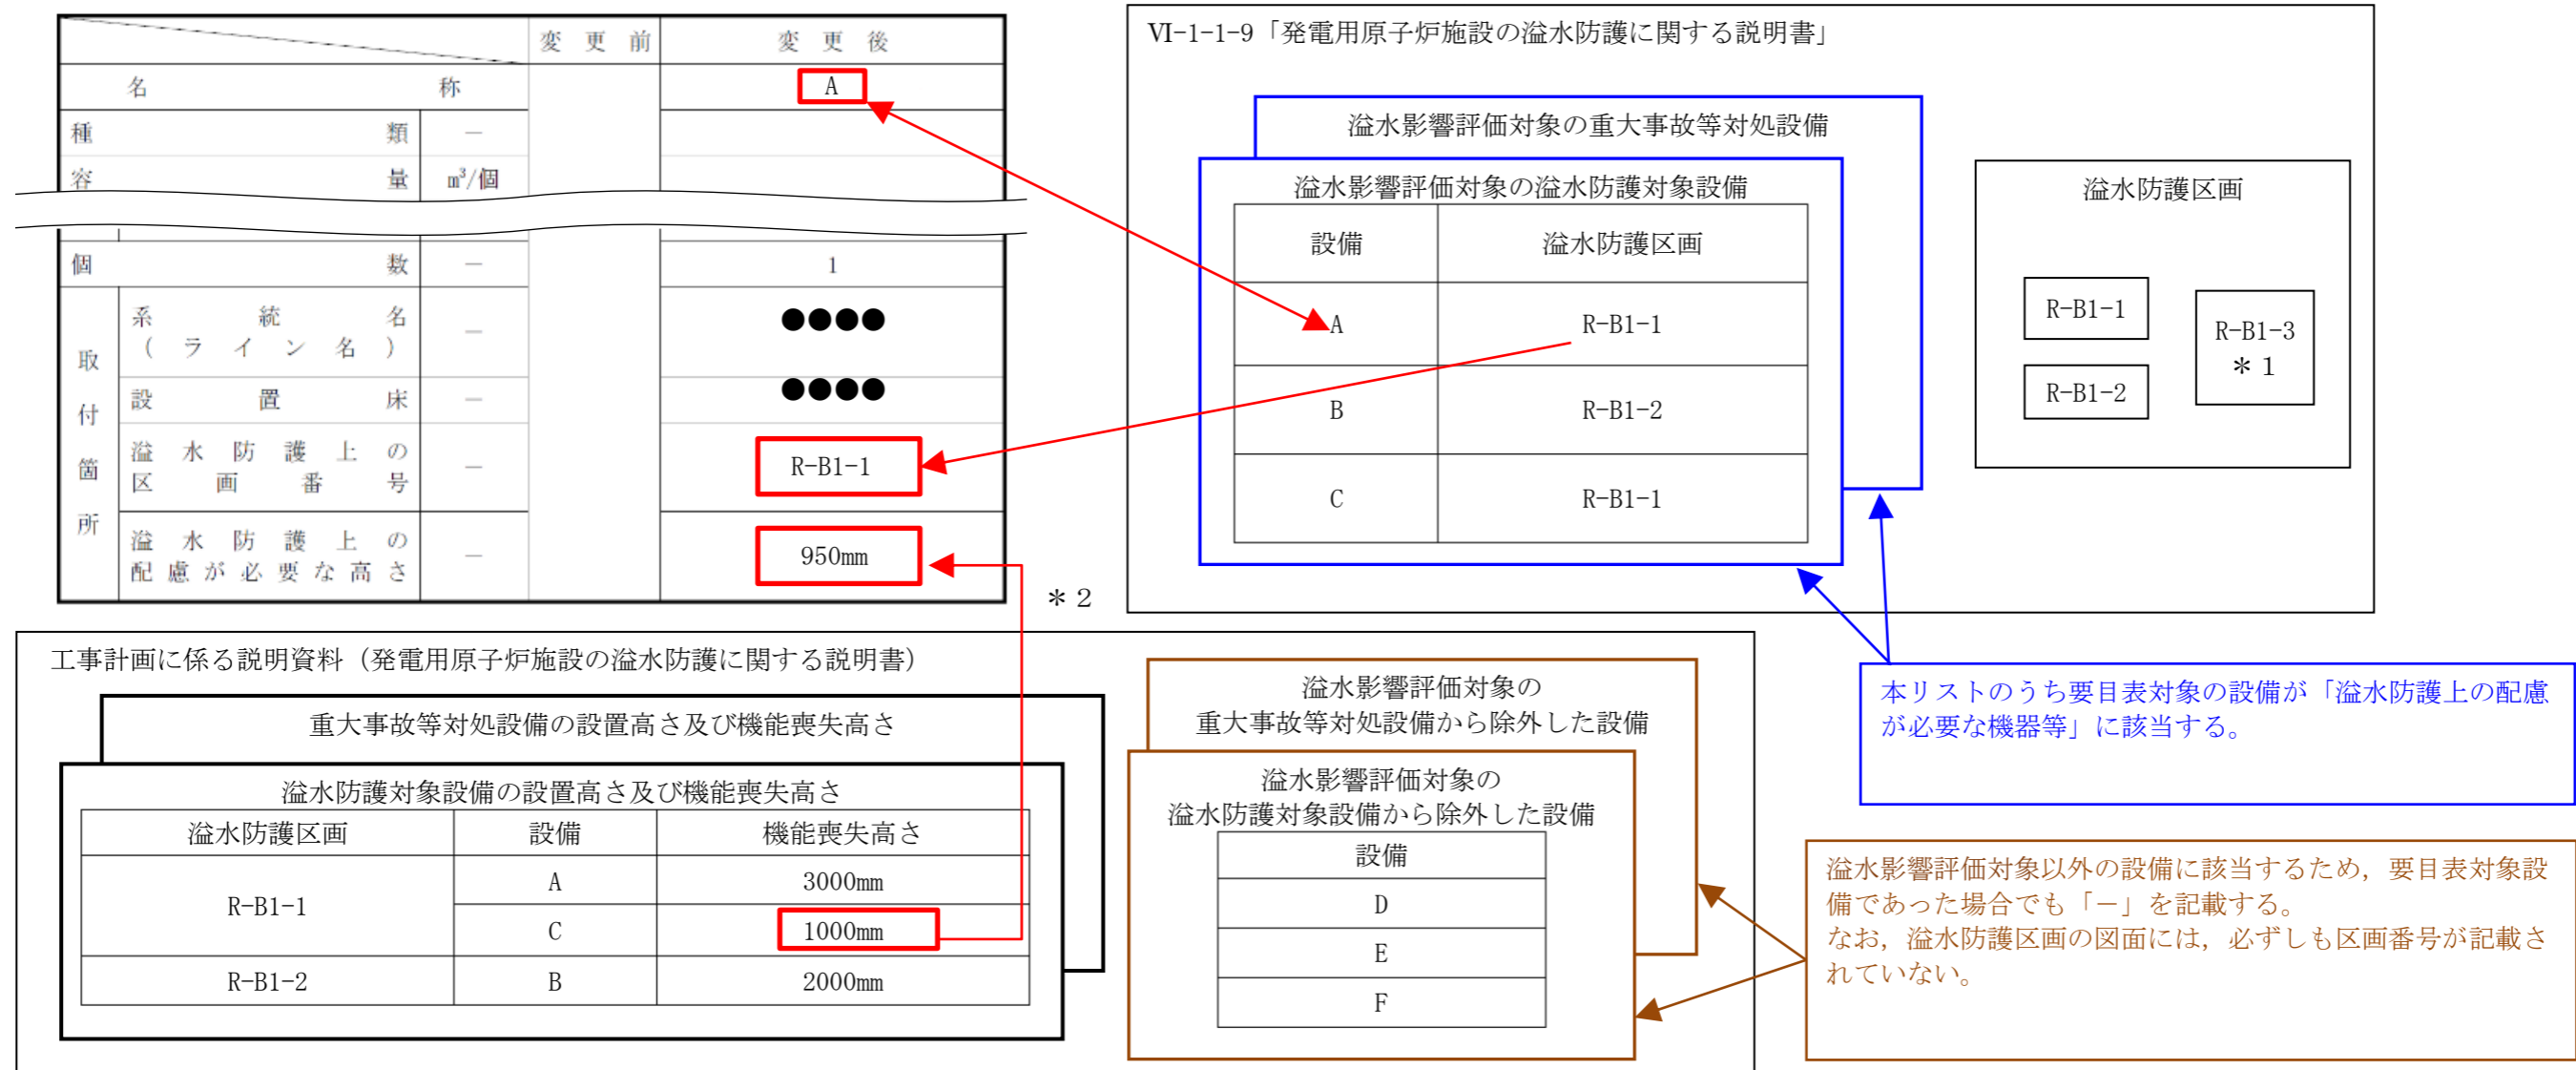 変更前 変更後
名称 A
種類 －
容量 m³/個
個数 － 1
取付箇所
系統名
（ライン名） － ●●●●
設置床 － ●●●●
溢水防護上の
区画番号 － R-B1-1
溢水防護上の
配慮が必要な高さ － 950mm
＊２
Ⅵ-1-1-9「発電用原子炉施設の溢水防護に関する説明書」
溢水影響評価対象の重大事故等対処設備
溢水影響評価対象の溢水防護対象設備
設備 溢水防護区画
A R-B1-1
B R-B1-2
C R-B1-1
溢水防護区画
R-B1-1
R-B1-2
R-B1-3
＊１
工事計画に係る説明資料（発電用原子炉施設の溢水防護に関する説明書）
重大事故等対処設備の設置高さ及び機能喪失高さ
溢水防護対象設備の設置高さ及び機能喪失高さ
溢水防護区画 設備 機能喪失高さ
R-B1-1 A 3000mm
C 1000mm
R-B1-2 B 2000mm
溢水影響評価対象の
重大事故等対処設備から除外した設備
溢水影響評価対象の
溢水防護対象設備から除外した設備
設備
D
E
F
本リストのうち要目表対象の設備が「溢水防護上の配慮
が必要な機器等」に該当する。
溢水影響評価対象以外の設備に該当するため，要目表対象設
備であった場合でも「－」を記載する。
なお，溢水防護区画の図面には，必ずしも区画番号が記載さ
れていない。